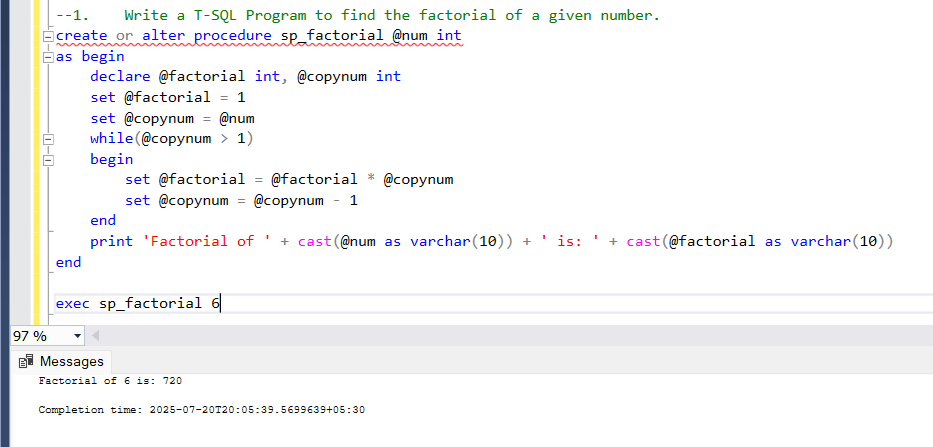 --1.    Write a T-SQL Program to find the factorial of a given number.
create or alter procedure sp_factorial @num int
as begin
    declare @factorial int, @copynum int
    set @factorial = 1
    set @copynum = @num
    while(@copynum > 1)
    begin
        set @factorial = @factorial * @copynum
        set @copynum = @copynum - 1
    end
    print 'Factorial of ' + cast(@num as varchar(10)) + ' is: ' + cast(@factorial as varchar(10))
end

exec sp_factorial 6
97 %
Messages
Factorial of 6 is: 720

Completion time: 2025-07-20T20:05:39.5699639+05:30